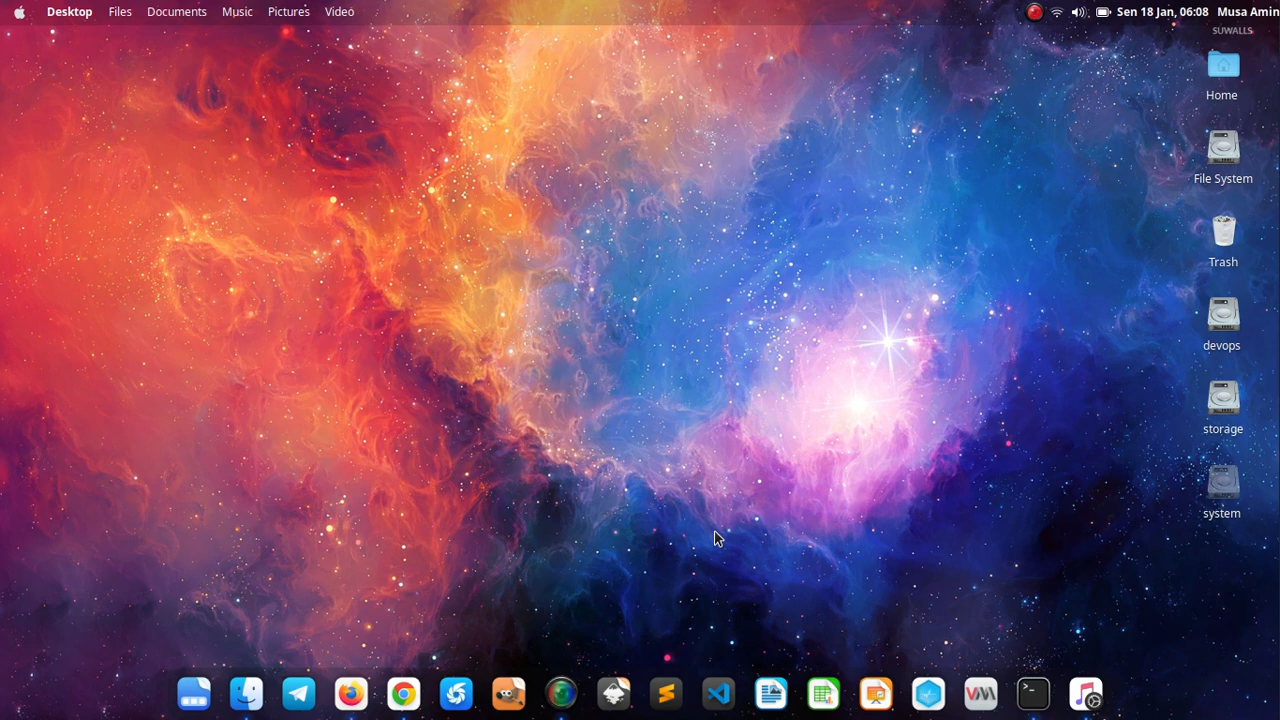 Desktop Files Documents Music Pictures Video Sen 18 Jan, 06:08 Musa Amin
SUWALLS
Home
File System
Trash
devops
storage
system